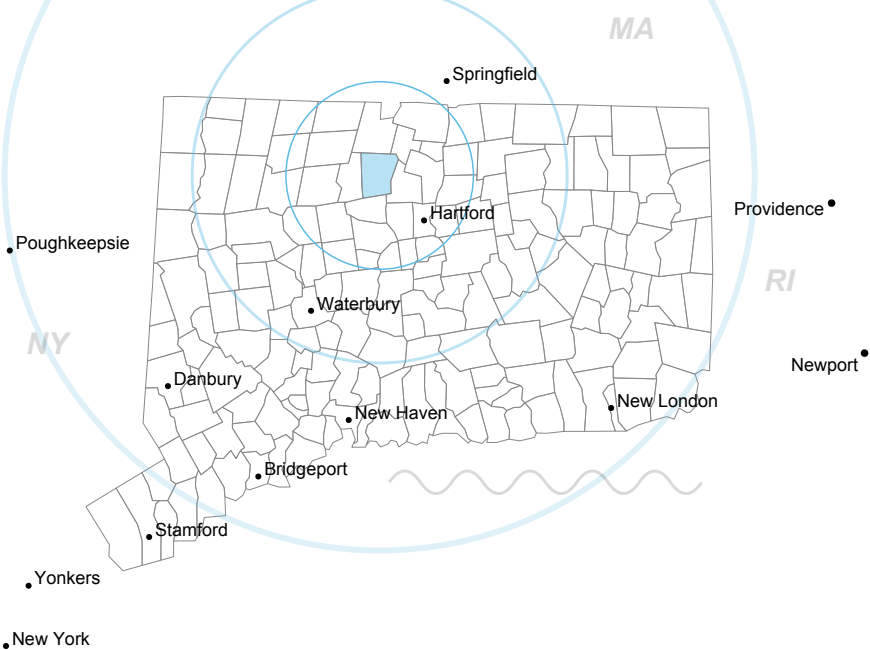 MA
Springfield
Providence
Hartford
Poughkeepsie
RI
Waterbury
NY
Newport
Danbury
New London
New Haven
Bridgeport
Stamford
Yonkers
New York